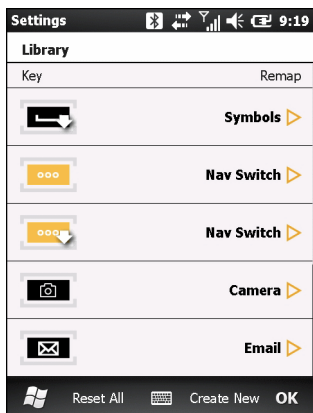 Settings 9:19
Library
Key Remap
Symbols
Nav Switch
Nav Switch
Camera
Email
Reset All Create New OK